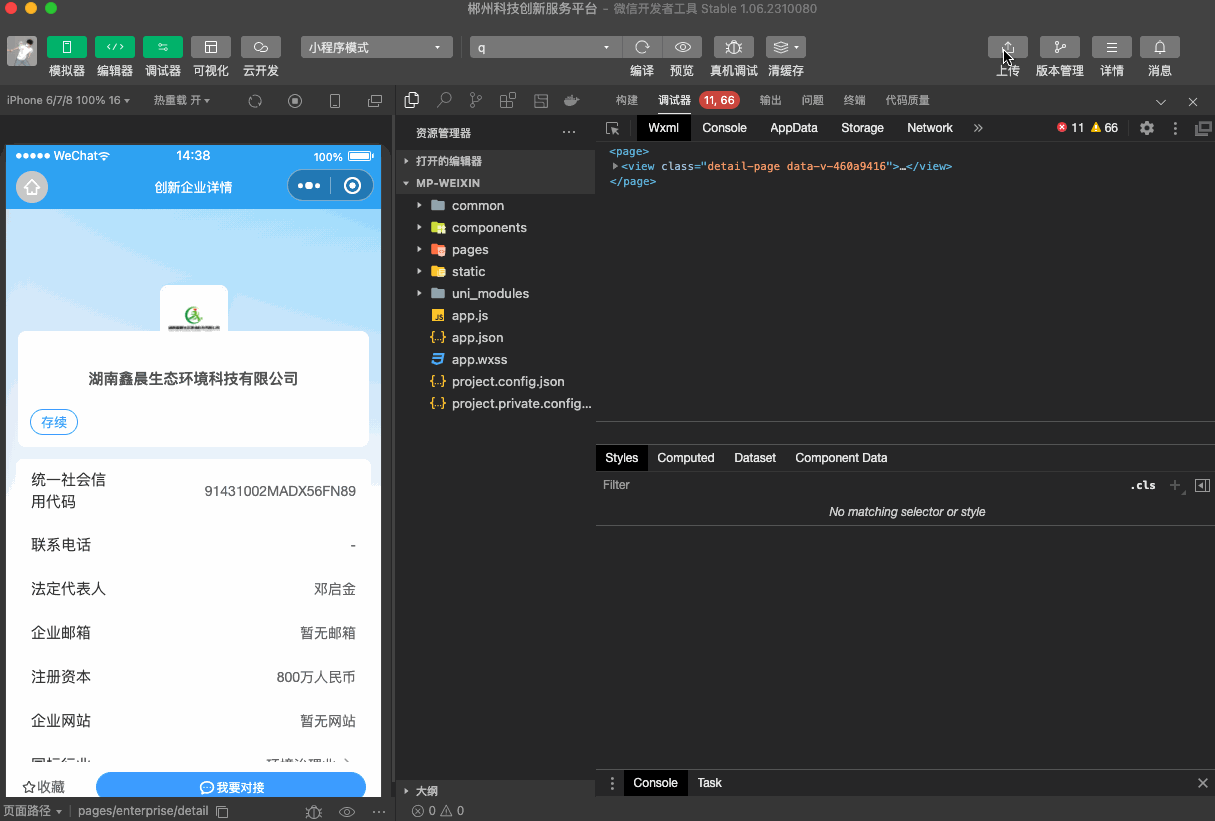 郴州科技创新服务平台 – 微信开发者工具 Stable 1.06.2310080
小程序模式
q
模拟器 编辑器 调试器 可视化 云开发
编译 预览 真机调试 清缓存
上传 版本管理 详情 消息
iPhone 6/7/8 100% 16
热重载 开
构建 调试器 11, 66 输出 问题 终端 代码质量
WeChat
14:38
100%
创新企业详情
湖南鑫晨生态环境科技有限公司
存续
统一社会信
用代码
91431002MADX56FN89
联系电话 -
法定代表人 邓启金
企业邮箱 暂无邮箱
注册资本 800万人民币
企业网站 暂无网站
国标行业 环境治理业
收藏
我要对接
页面路径 pages/enterprise/detail
资源管理器
打开的编辑器
MP-WEIXIN
common
components
pages
static
uni_modules
JS app.js
{..} app.json
app.wxss
{..} project.config.json
{..} project.private.config...
大纲
0 0
Wxml Console AppData Storage Network
11 66
<page>
<view class="detail-page data-v-460a9416">…</view>
</page>
Styles Computed Dataset Component Data
Filter
.cls
No matching selector or style
Console Task